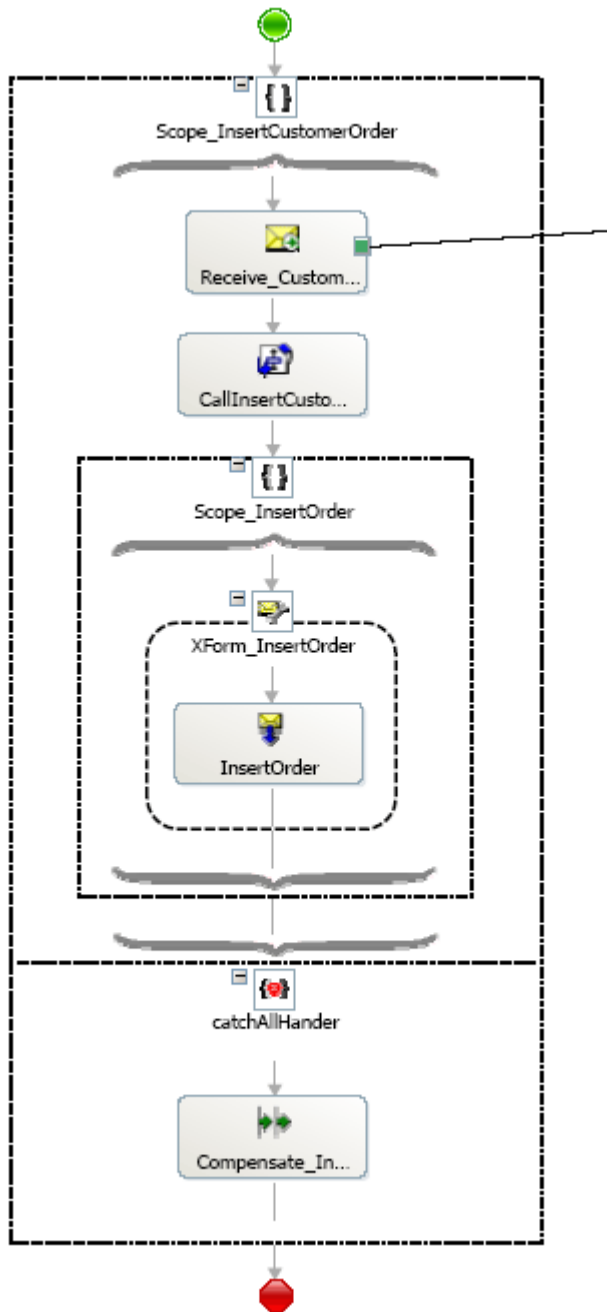 Scope_InsertCustomerOrder
Receive_Custom...
CallInsertCusto...
Scope_InsertOrder
XForm_InsertOrder
InsertOrder
catchAllHander
Compensate_In...